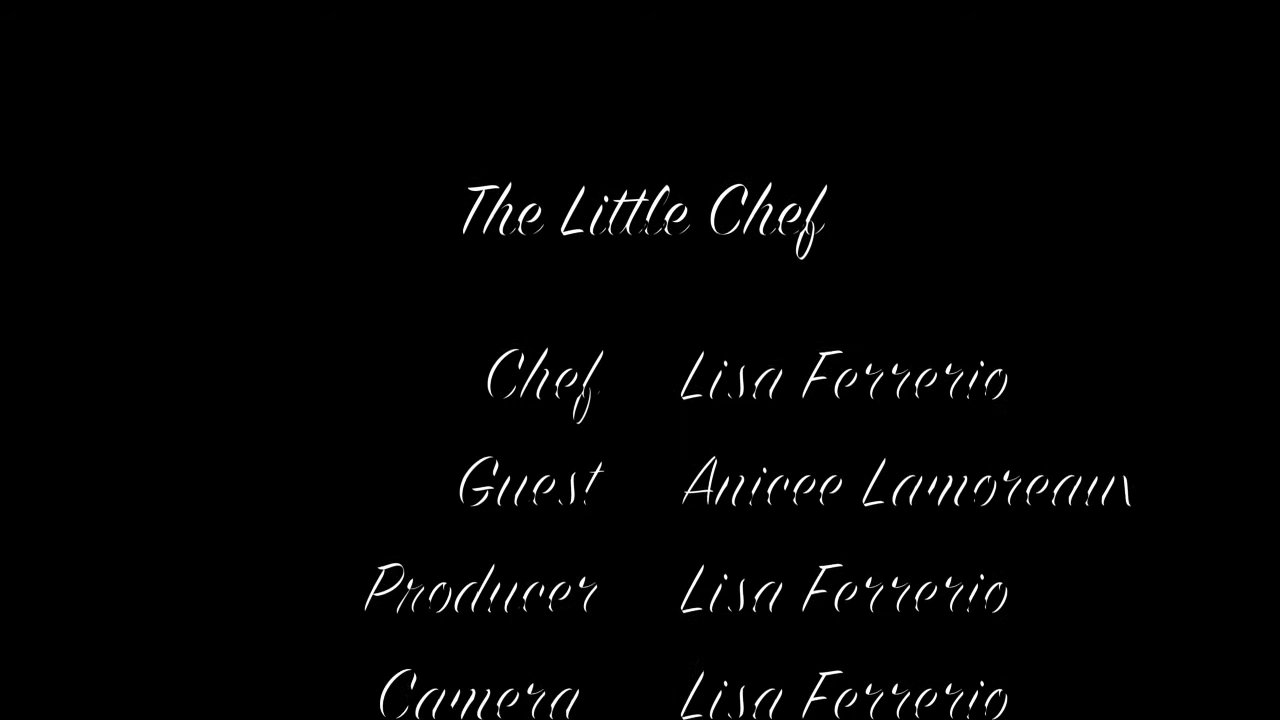 The Little Chef
Chef Lisa Ferrerio
Guest Anicee Lamoreaux
Producer Lisa Ferrerio
Camera Lisa Ferrerio